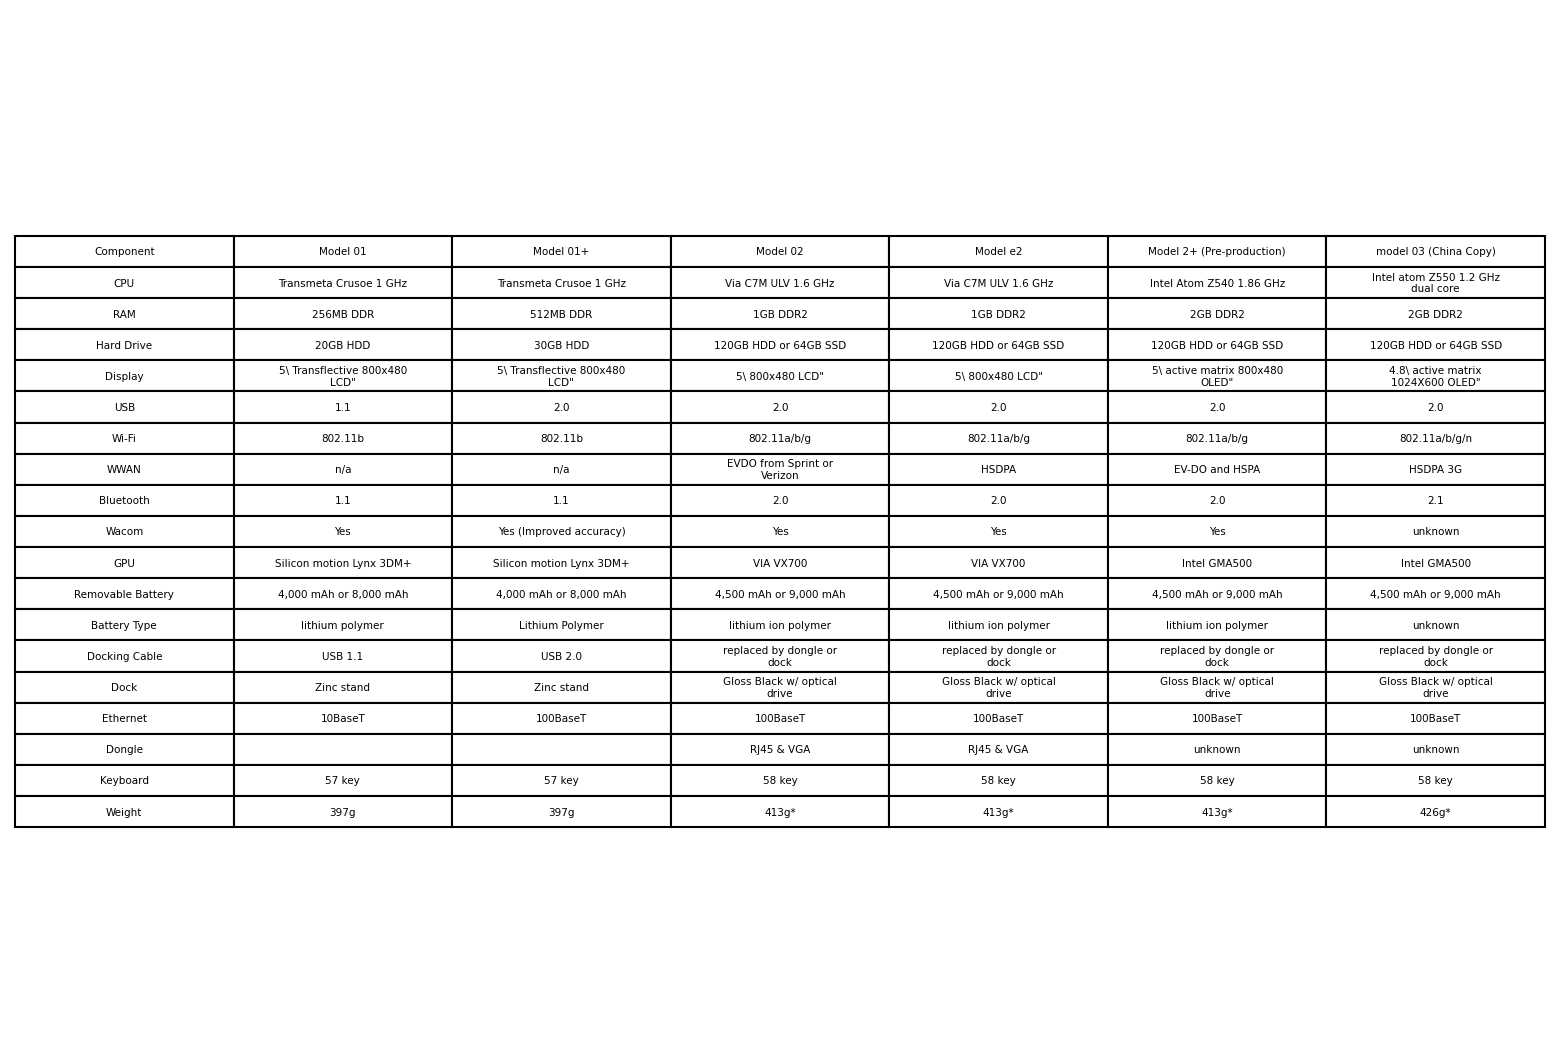 Component Model 01 Model 01+ Model 02 Model e2 Model 2+ (Pre-production) model 03 (China Copy)
CPU Transmeta Crusoe 1 GHz Transmeta Crusoe 1 GHz Via C7M ULV 1.6 GHz Via C7M ULV 1.6 GHz Intel Atom Z540 1.86 GHz Intel atom Z550 1.2 GHz
dual core
RAM 256MB DDR 512MB DDR 1GB DDR2 1GB DDR2 2GB DDR2 2GB DDR2
Hard Drive 20GB HDD 30GB HDD 120GB HDD or 64GB SSD 120GB HDD or 64GB SSD 120GB HDD or 64GB SSD 120GB HDD or 64GB SSD
Display 5\ Transflective 800x480 5\ Transflective 800x480 5\ 800x480 LCD" 5\ 800x480 LCD" 5\ active matrix 800x480 4.8\ active matrix
LCD" LCD" OLED" 1024X600 OLED"
USB 1.1 2.0 2.0 2.0 2.0 2.0
Wi-Fi 802.11b 802.11b 802.11a/b/g 802.11a/b/g 802.11a/b/g 802.11a/b/g/n
WWAN n/a n/a EVDO from Sprint or HSDPA EV-DO and HSPA HSDPA 3G
Verizon
Bluetooth 1.1 1.1 2.0 2.0 2.0 2.1
Wacom Yes Yes (Improved accuracy) Yes Yes Yes unknown
GPU Silicon motion Lynx 3DM+ Silicon motion Lynx 3DM+ VIA VX700 VIA VX700 Intel GMA500 Intel GMA500
Removable Battery 4,000 mAh or 8,000 mAh 4,000 mAh or 8,000 mAh 4,500 mAh or 9,000 mAh 4,500 mAh or 9,000 mAh 4,500 mAh or 9,000 mAh 4,500 mAh or 9,000 mAh
Battery Type lithium polymer Lithium Polymer lithium ion polymer lithium ion polymer lithium ion polymer unknown
Docking Cable USB 1.1 USB 2.0 replaced by dongle or replaced by dongle or replaced by dongle or replaced by dongle or
dock dock dock dock
Dock Zinc stand Zinc stand Gloss Black w/ optical Gloss Black w/ optical Gloss Black w/ optical Gloss Black w/ optical
drive drive drive drive
Ethernet 10BaseT 100BaseT 100BaseT 100BaseT 100BaseT 100BaseT
Dongle RJ45 & VGA RJ45 & VGA unknown unknown
Keyboard 57 key 57 key 58 key 58 key 58 key 58 key
Weight 397g 397g 413g* 413g* 413g* 426g*